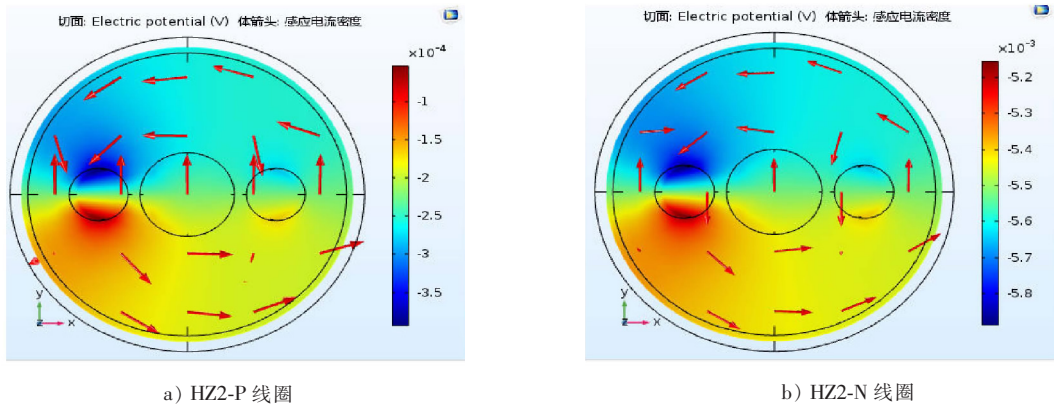 切面: Electric potential (V) 体箭头: 感应电流密度
×10⁻⁴
-1
-1.5
-2
-2.5
-3
-3.5
y
z
x
a) HZ2-P 线圈
切面: Electric potential (V) 体箭头: 感应电流密度
×10⁻³
-5.2
-5.3
-5.4
-5.5
-5.6
-5.7
-5.8
y
z
x
b) HZ2-N 线圈